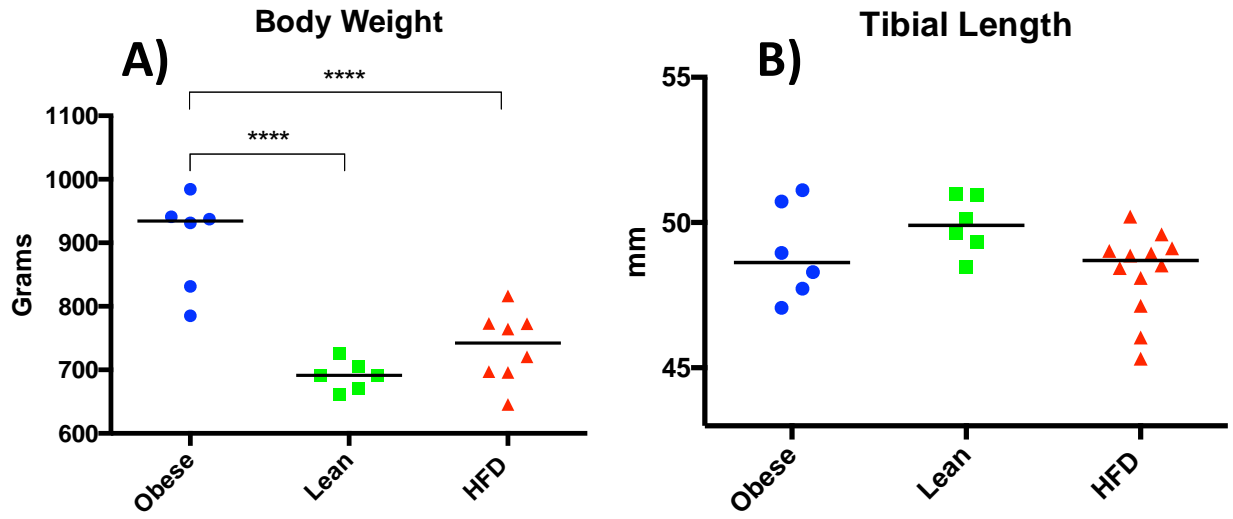 Body Weight
A)
****
****
1100
1000
900
800
700
600
Grams
Obese
Lean
HFD
Tibial Length
B)
55
50
45
mm
Obese
Lean
HFD